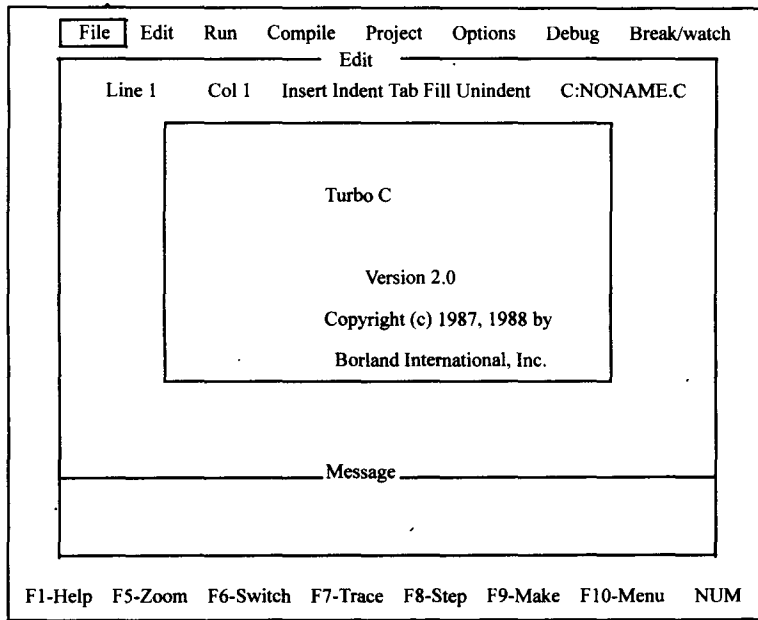 File Edit Run Compile Project Options Debug Break/watch
Edit
Line 1 Col 1 Insert Indent Tab Fill Unindent C:NONAME.C
Turbo C
Version 2.0
Copyright (c) 1987, 1988 by
Borland International, Inc.
Message
F1-Help F5-Zoom F6-Switch F7-Trace F8-Step F9-Make F10-Menu NUM